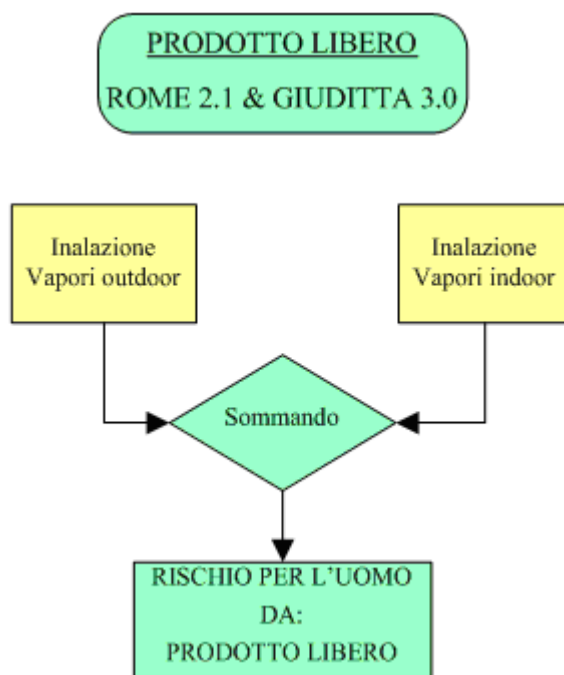 PRODOTTO LIBERO
ROME 2.1 & GIUDITTA 3.0
Inalazione
Vapori outdoor
Inalazione
Vapori indoor
Sommando
RISCHIO PER L'UOMO
DA:
PRODOTTO LIBERO